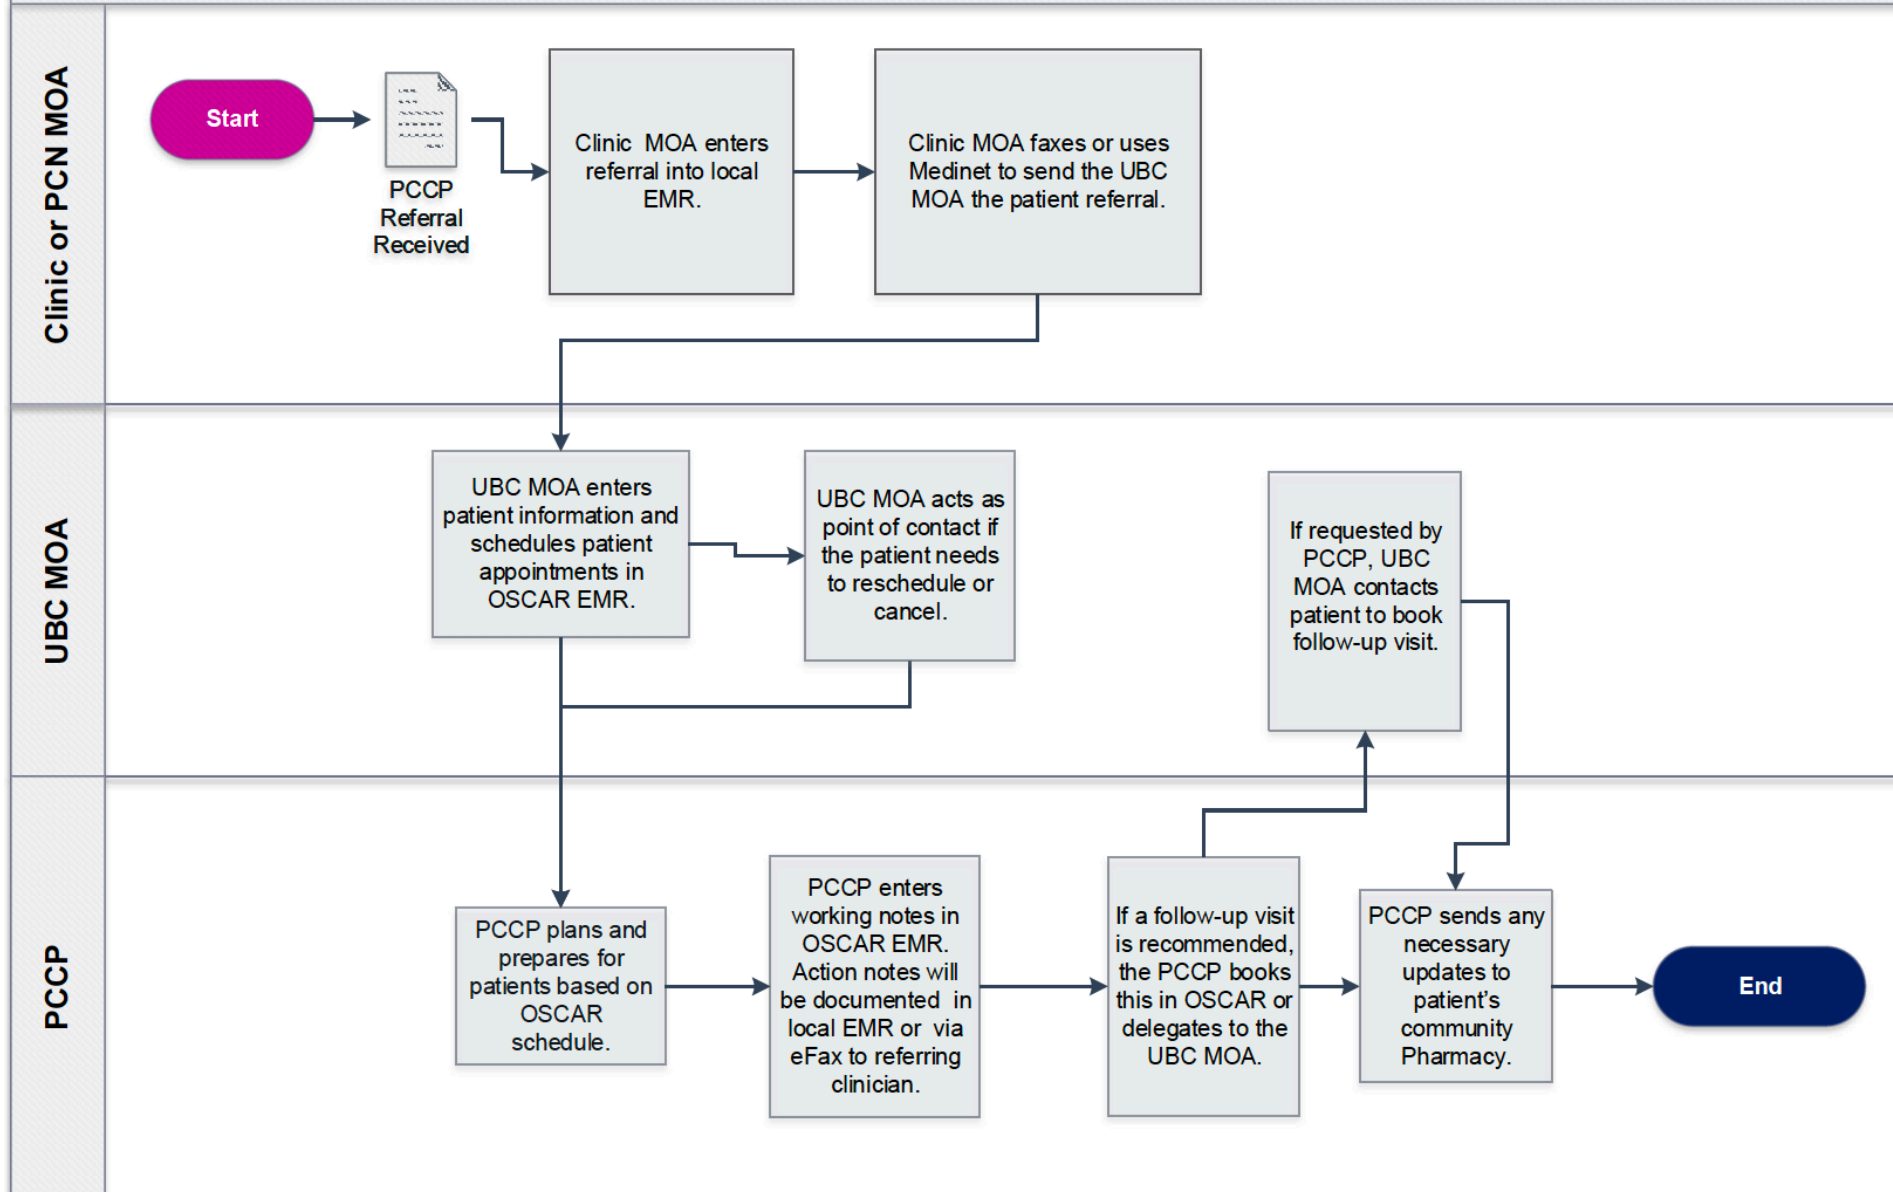 Clinic or PCN MOA
Start
PCCP
Referral
Received
Clinic MOA enters
referral into local
EMR.
Clinic MOA faxes or uses
Medinet to send the UBC
MOA the patient referral.
UBC MOA
UBC MOA enters
patient information and
schedules patient
appointments in
OSCAR EMR.
UBC MOA acts as
point of contact if
the patient needs
to reschedule or
cancel.
If requested by
PCCP, UBC
MOA contacts
patient to book
follow-up visit.
PCCP
PCCP plans and
prepares for
patients based on
OSCAR
schedule.
PCCP enters
working notes in
OSCAR EMR.
Action notes will
be documented in
local EMR or via
eFax to referring
clinician.
If a follow-up visit
is recommended,
the PCCP books
this in OSCAR or
delegates to the
UBC MOA.
PCCP sends any
necessary
updates to
patient’s
community
Pharmacy.
End